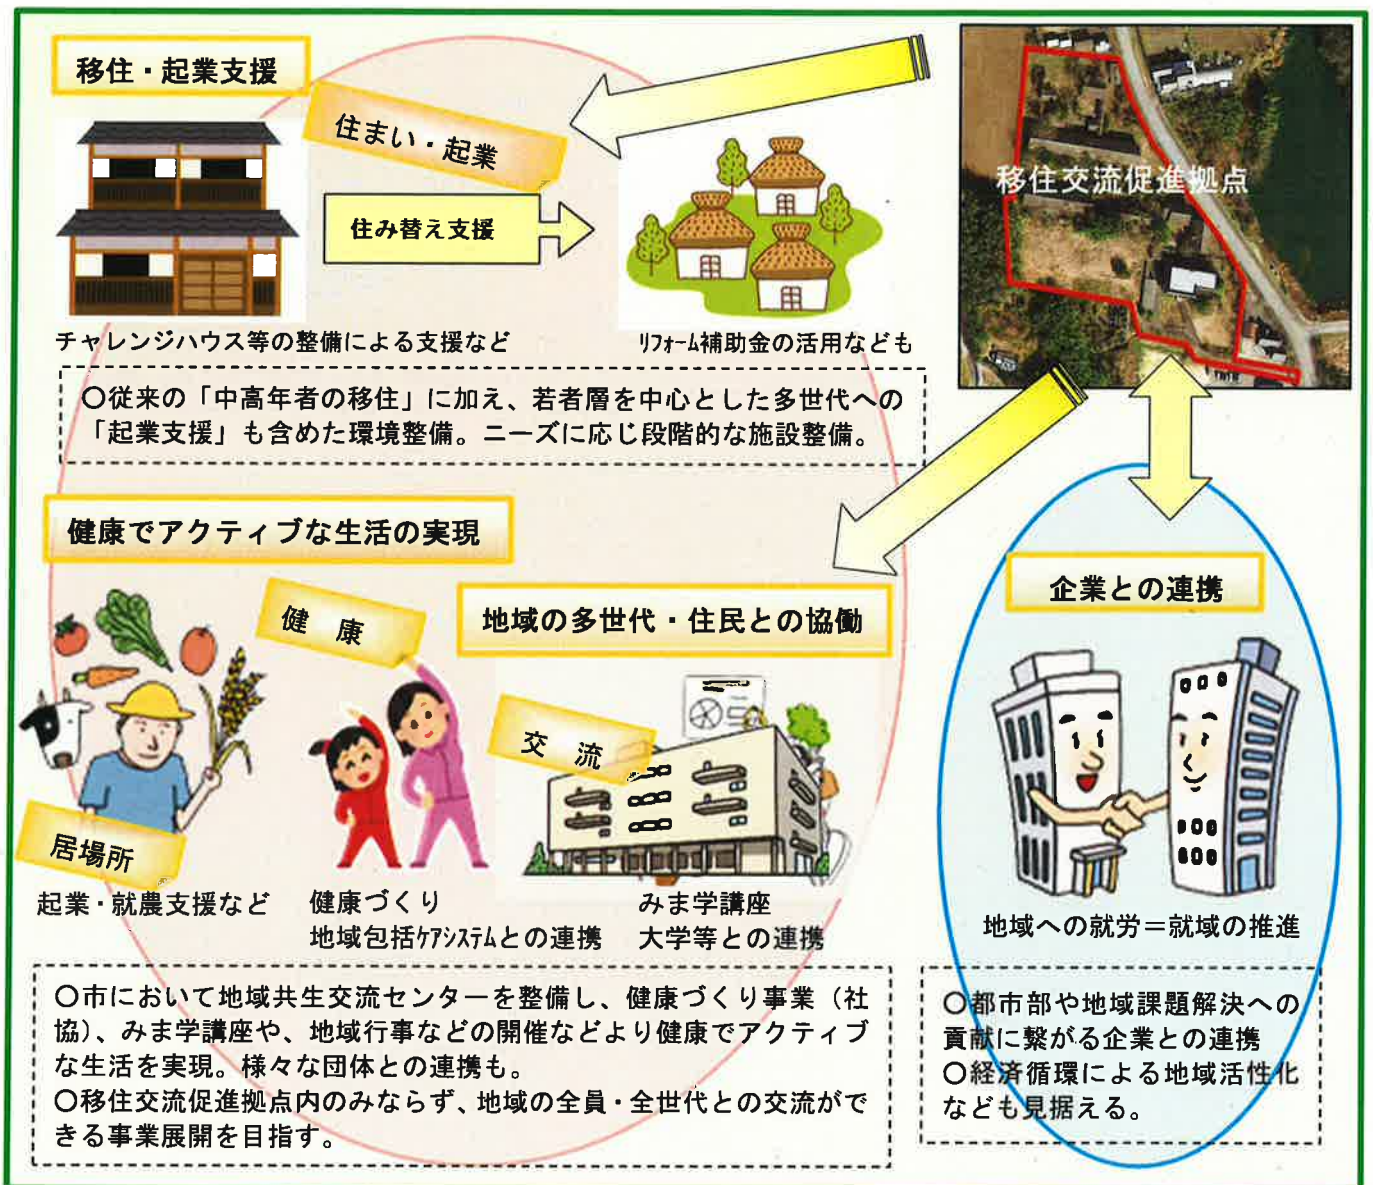 移住・起業支援
住まい・起業
住み替え支援
移住交流促進拠点
チャレンジハウス等の整備による支援など
リフォーム補助金の活用なども
○従来の「中高年者の移住」に加え、若者層を中心とした多世代への
「起業支援」も含めた環境整備。ニーズに応じ段階的な施設整備。
健康でアクティブな生活の実現
健 康
地域の多世代・住民との協働
交 流
居場所
起業・就農支援など
健康づくり
地域包括ケアシステムとの連携
みま学講座
大学等との連携
企業との連携
地域への就労＝就域の推進
○市において地域共生交流センターを整備し、健康づくり事業（社
協）、みま学講座や、地域行事などの開催などより健康でアクティブ
な生活を実現。様々な団体との連携も。
○移住交流促進拠点内のみならず、地域の全員・全世代との交流がで
きる事業展開を目指す。
○都市部や地域課題解決への
貢献に繋がる企業との連携
○経済循環による地域活性化
なども見据える。